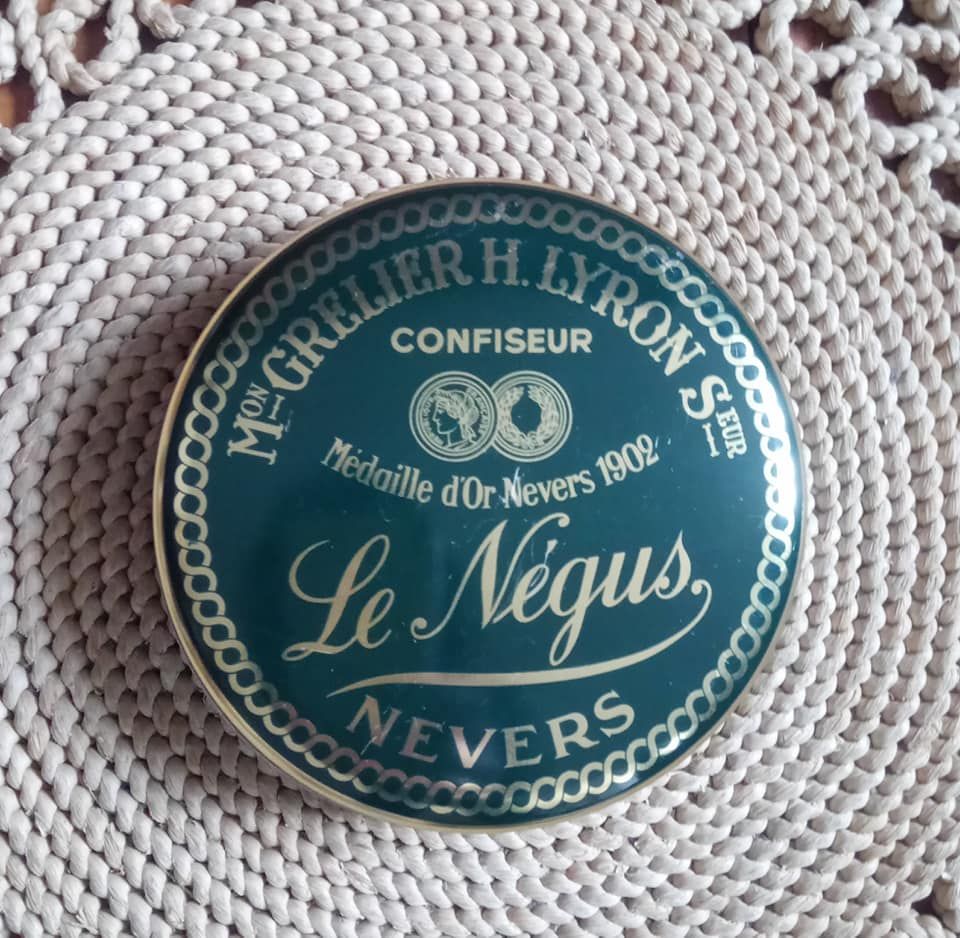 Mon GRELIER H. LYRON Seur
CONFISEUR
Médaille d'Or Nevers 1902
Le Négus
NEVERS